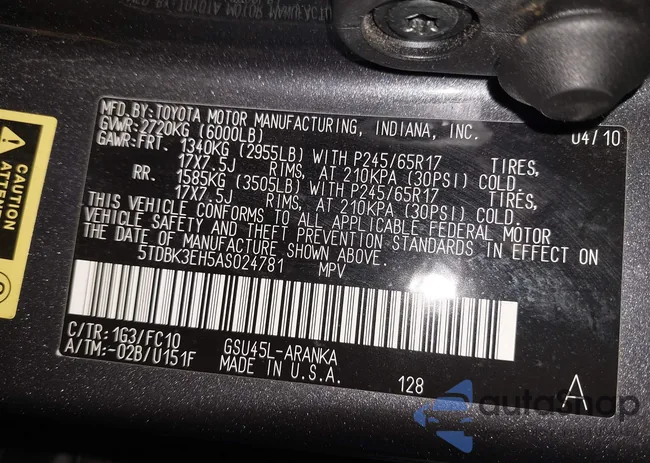 MFD.BY:TOYOTA MOTOR MANUFACTURING, INDIANA, INC. 04/10
GVWR:2720KG (6000LB)
GAWR:FRT. 1340KG (2955LB) WITH P245/65R17 TIRES,
17X7.5J RIMS, AT 210KPA (30PSI) COLD.
RR. 1585KG (3505LB) WITH P245/65R17 TIRES,
17X7.5J RIMS, AT 210KPA (30PSI) COLD.
THIS VEHICLE CONFORMS TO ALL APPLICABLE FEDERAL MOTOR
VEHICLE SAFETY AND THEFT PREVENTION STANDARDS IN EFFECT ON
THE DATE OF MANUFACTURE SHOWN ABOVE.
5TDBK3EH5AS024781 MPV
C/TR: 1G3/FC10 GSU45L-ARANKA
A/TM:-02B/U151F MADE IN U.S.A. 128 A
CAUTION
autoSnap